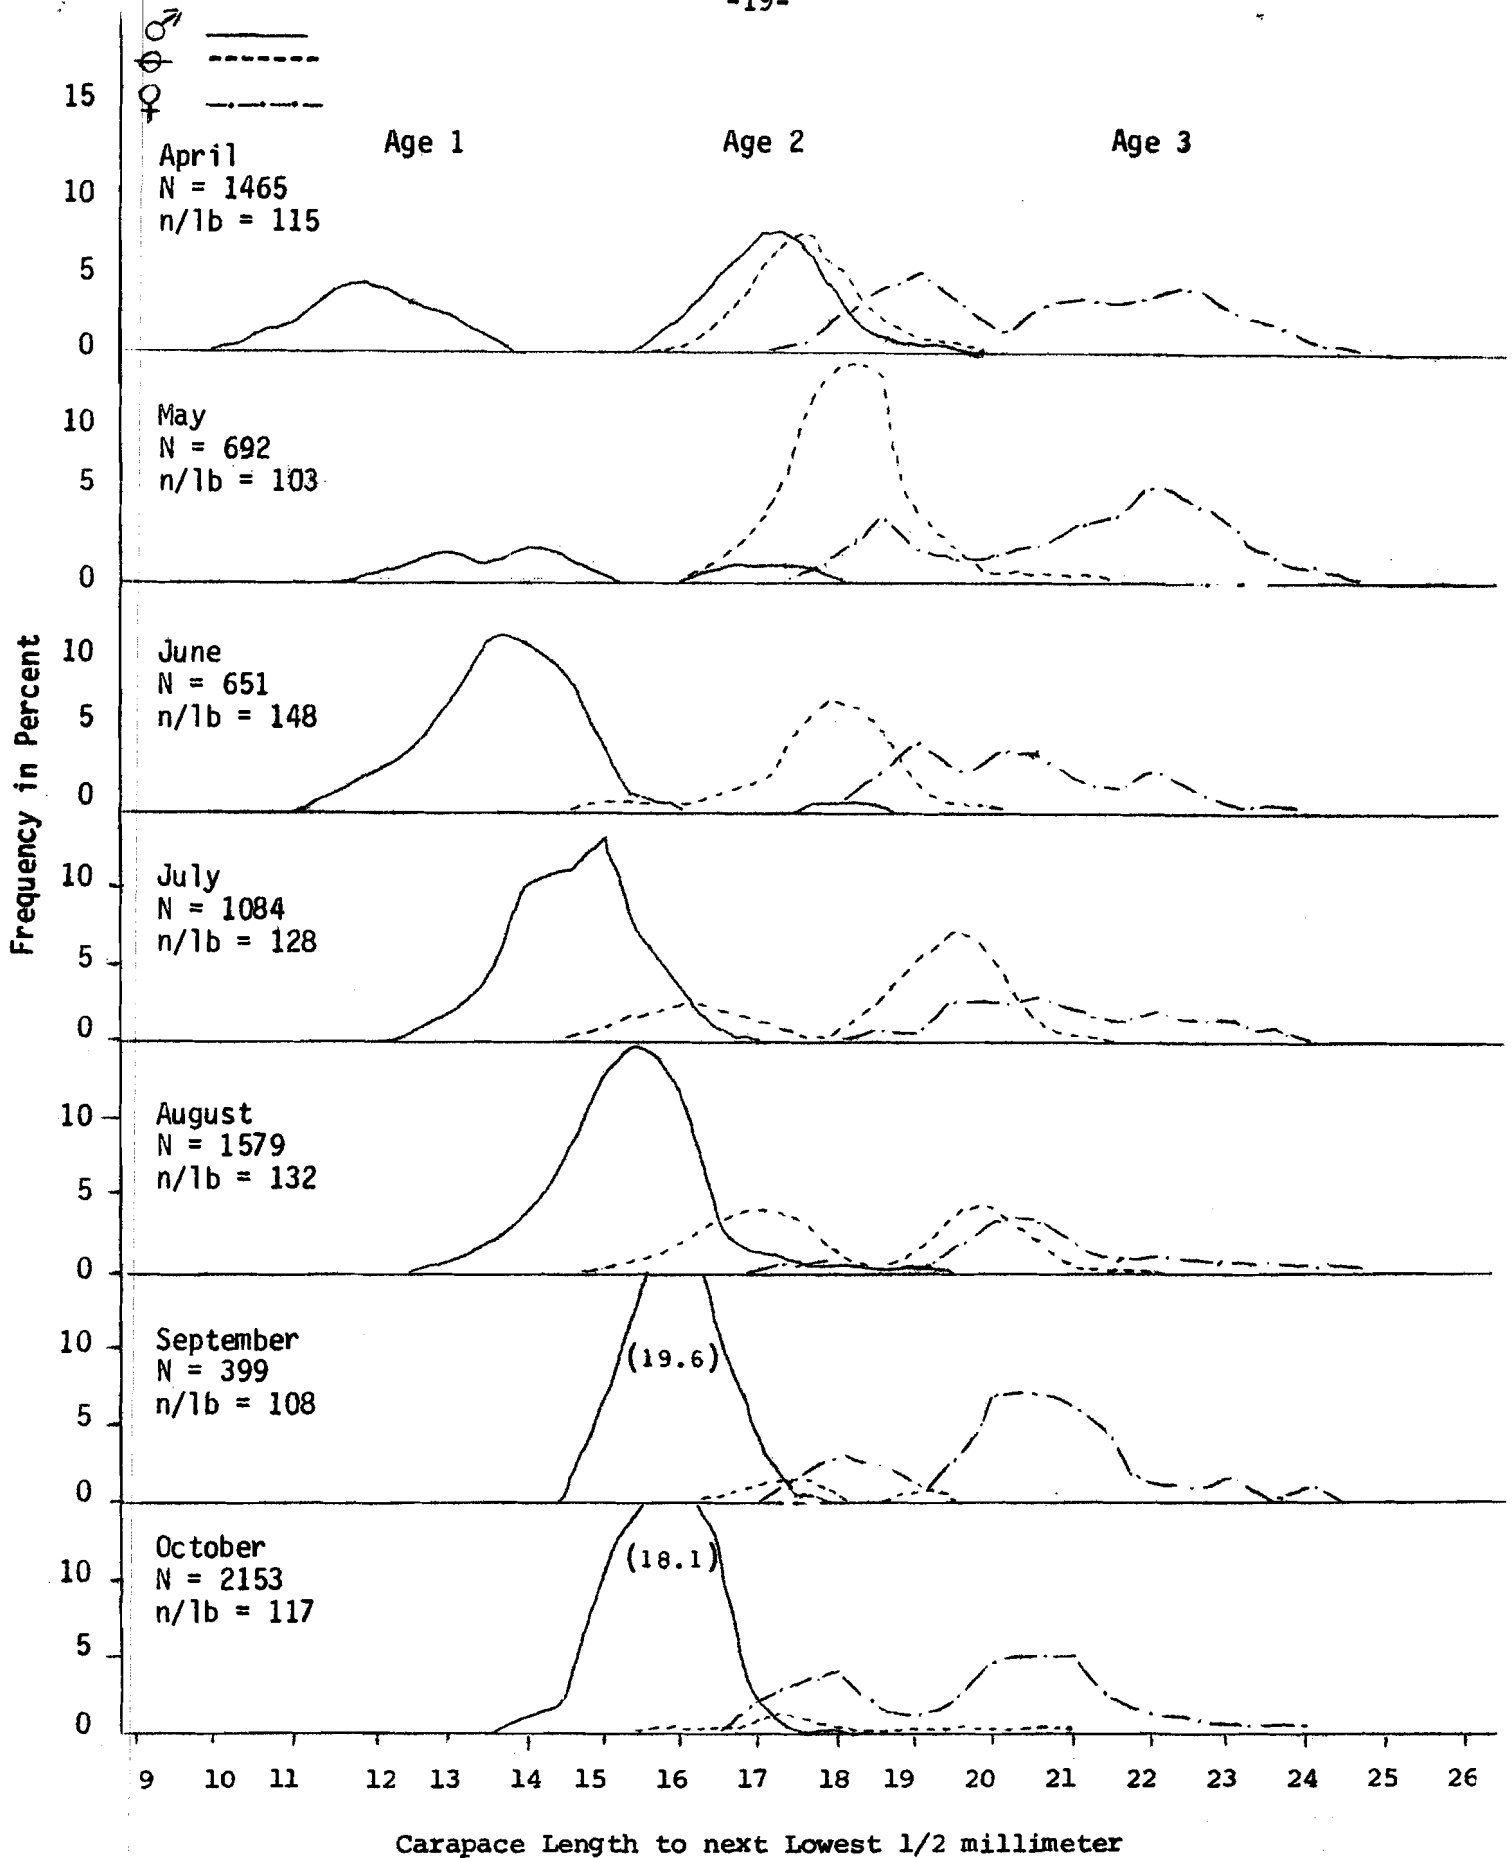 -19-
♂
⌽
♀
15
Age 1 Age 2 Age 3
April
10
N = 1465
n/lb = 115
5
0
May
10
N = 692
n/lb = 103
5
0
June
10
N = 651
n/lb = 148
5
0
July
10
N = 1084
n/lb = 128
5
0
August
10
N = 1579
n/lb = 132
5
0
September
10
N = 399
n/lb = 108
(19.6)
5
0
October
10
N = 2153
n/lb = 117
(18.1)
5
0
Frequency in Percent
9 10 11 12 13 14 15 16 17 18 19 20 21 22 23 24 25 26
Carapace Length to next Lowest 1/2 millimeter